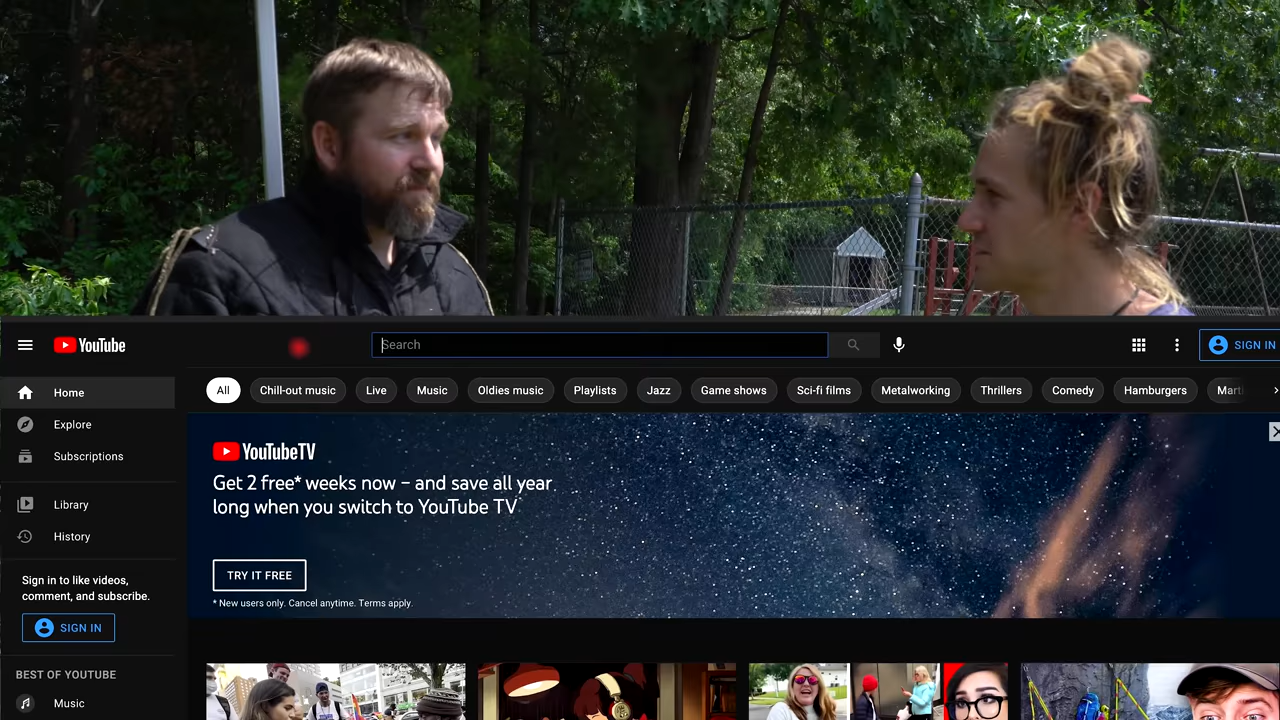 YouTube
Search
SIGN IN
Home
Explore
Subscriptions
Library
History
Sign in to like videos,
comment, and subscribe.
SIGN IN
BEST OF YOUTUBE
Music
All
Chill-out music
Live
Music
Oldies music
Playlists
Jazz
Game shows
Sci-fi films
Metalworking
Thrillers
Comedy
Hamburgers
YouTubeTV
Get 2 free* weeks now – and save all year
long when you switch to YouTube TV
TRY IT FREE
* New users only. Cancel anytime. Terms apply.